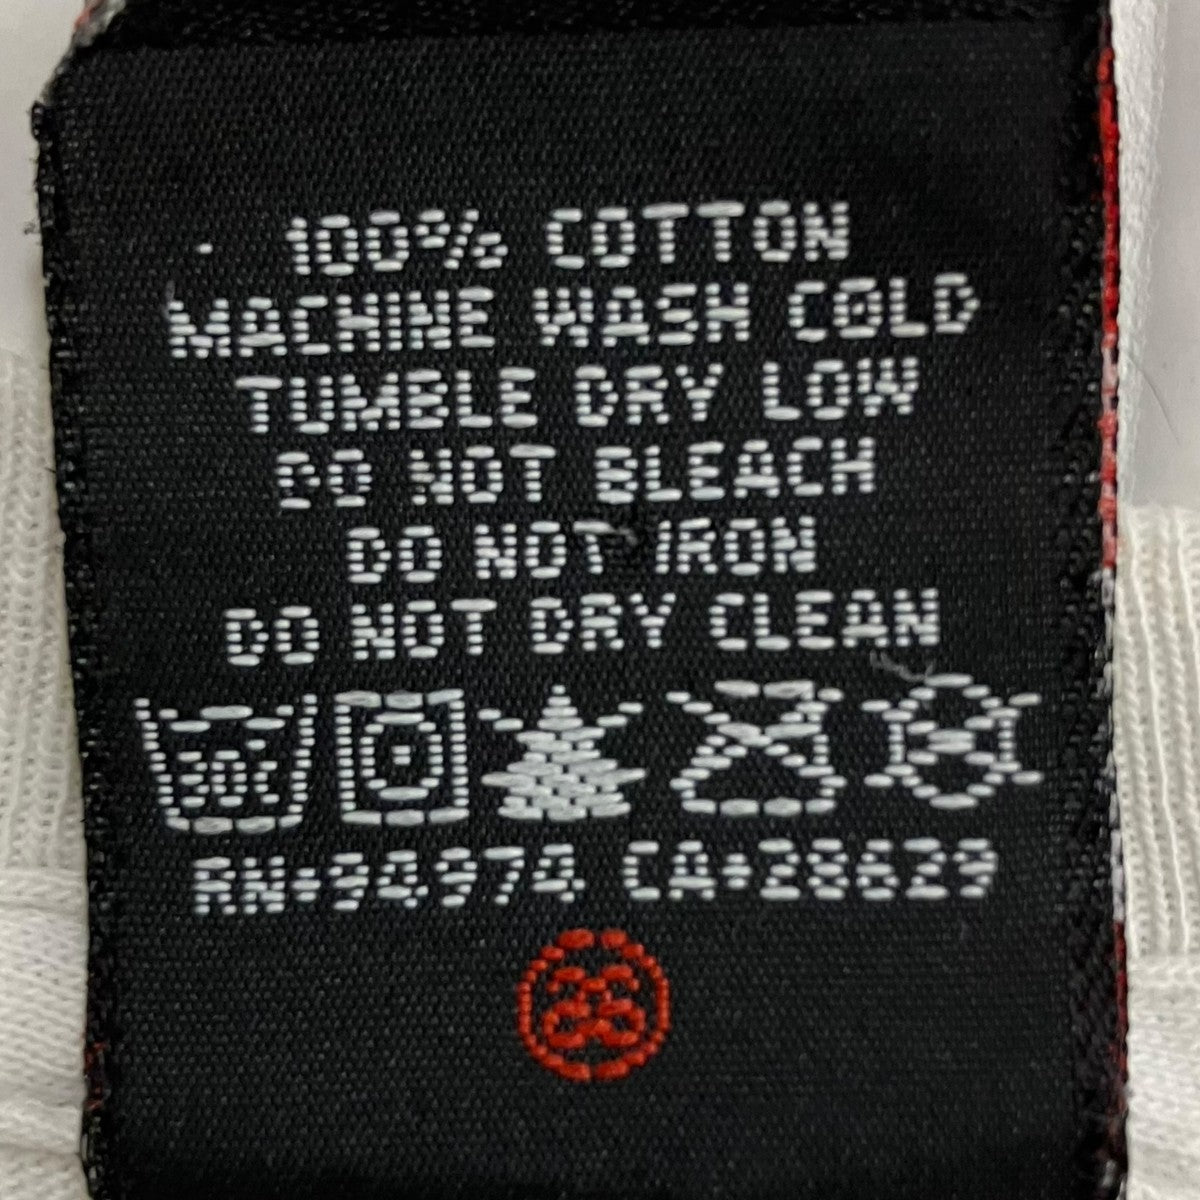 100% COTTON
MACHINE WASH COLD
TUMBLE DRY LOW
DO NOT BLEACH
DO NOT IRON
DO NOT DRY CLEAN
30c
RN•94974 CA•28629